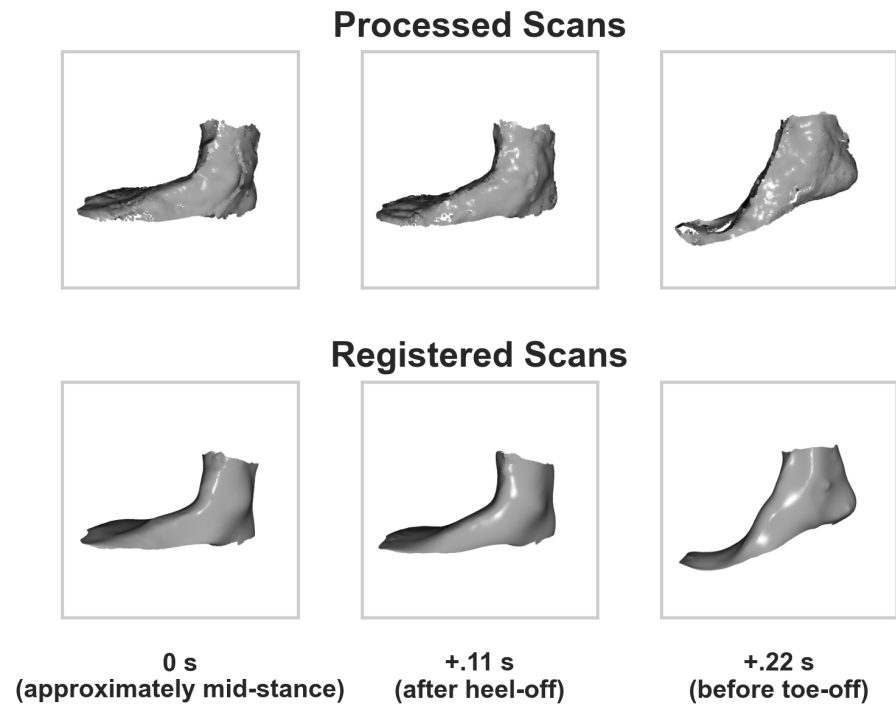 Processed Scans
Registered Scans
0 s
(approximately mid-stance)
+.11 s
(after heel-off)
+.22 s
(before toe-off)